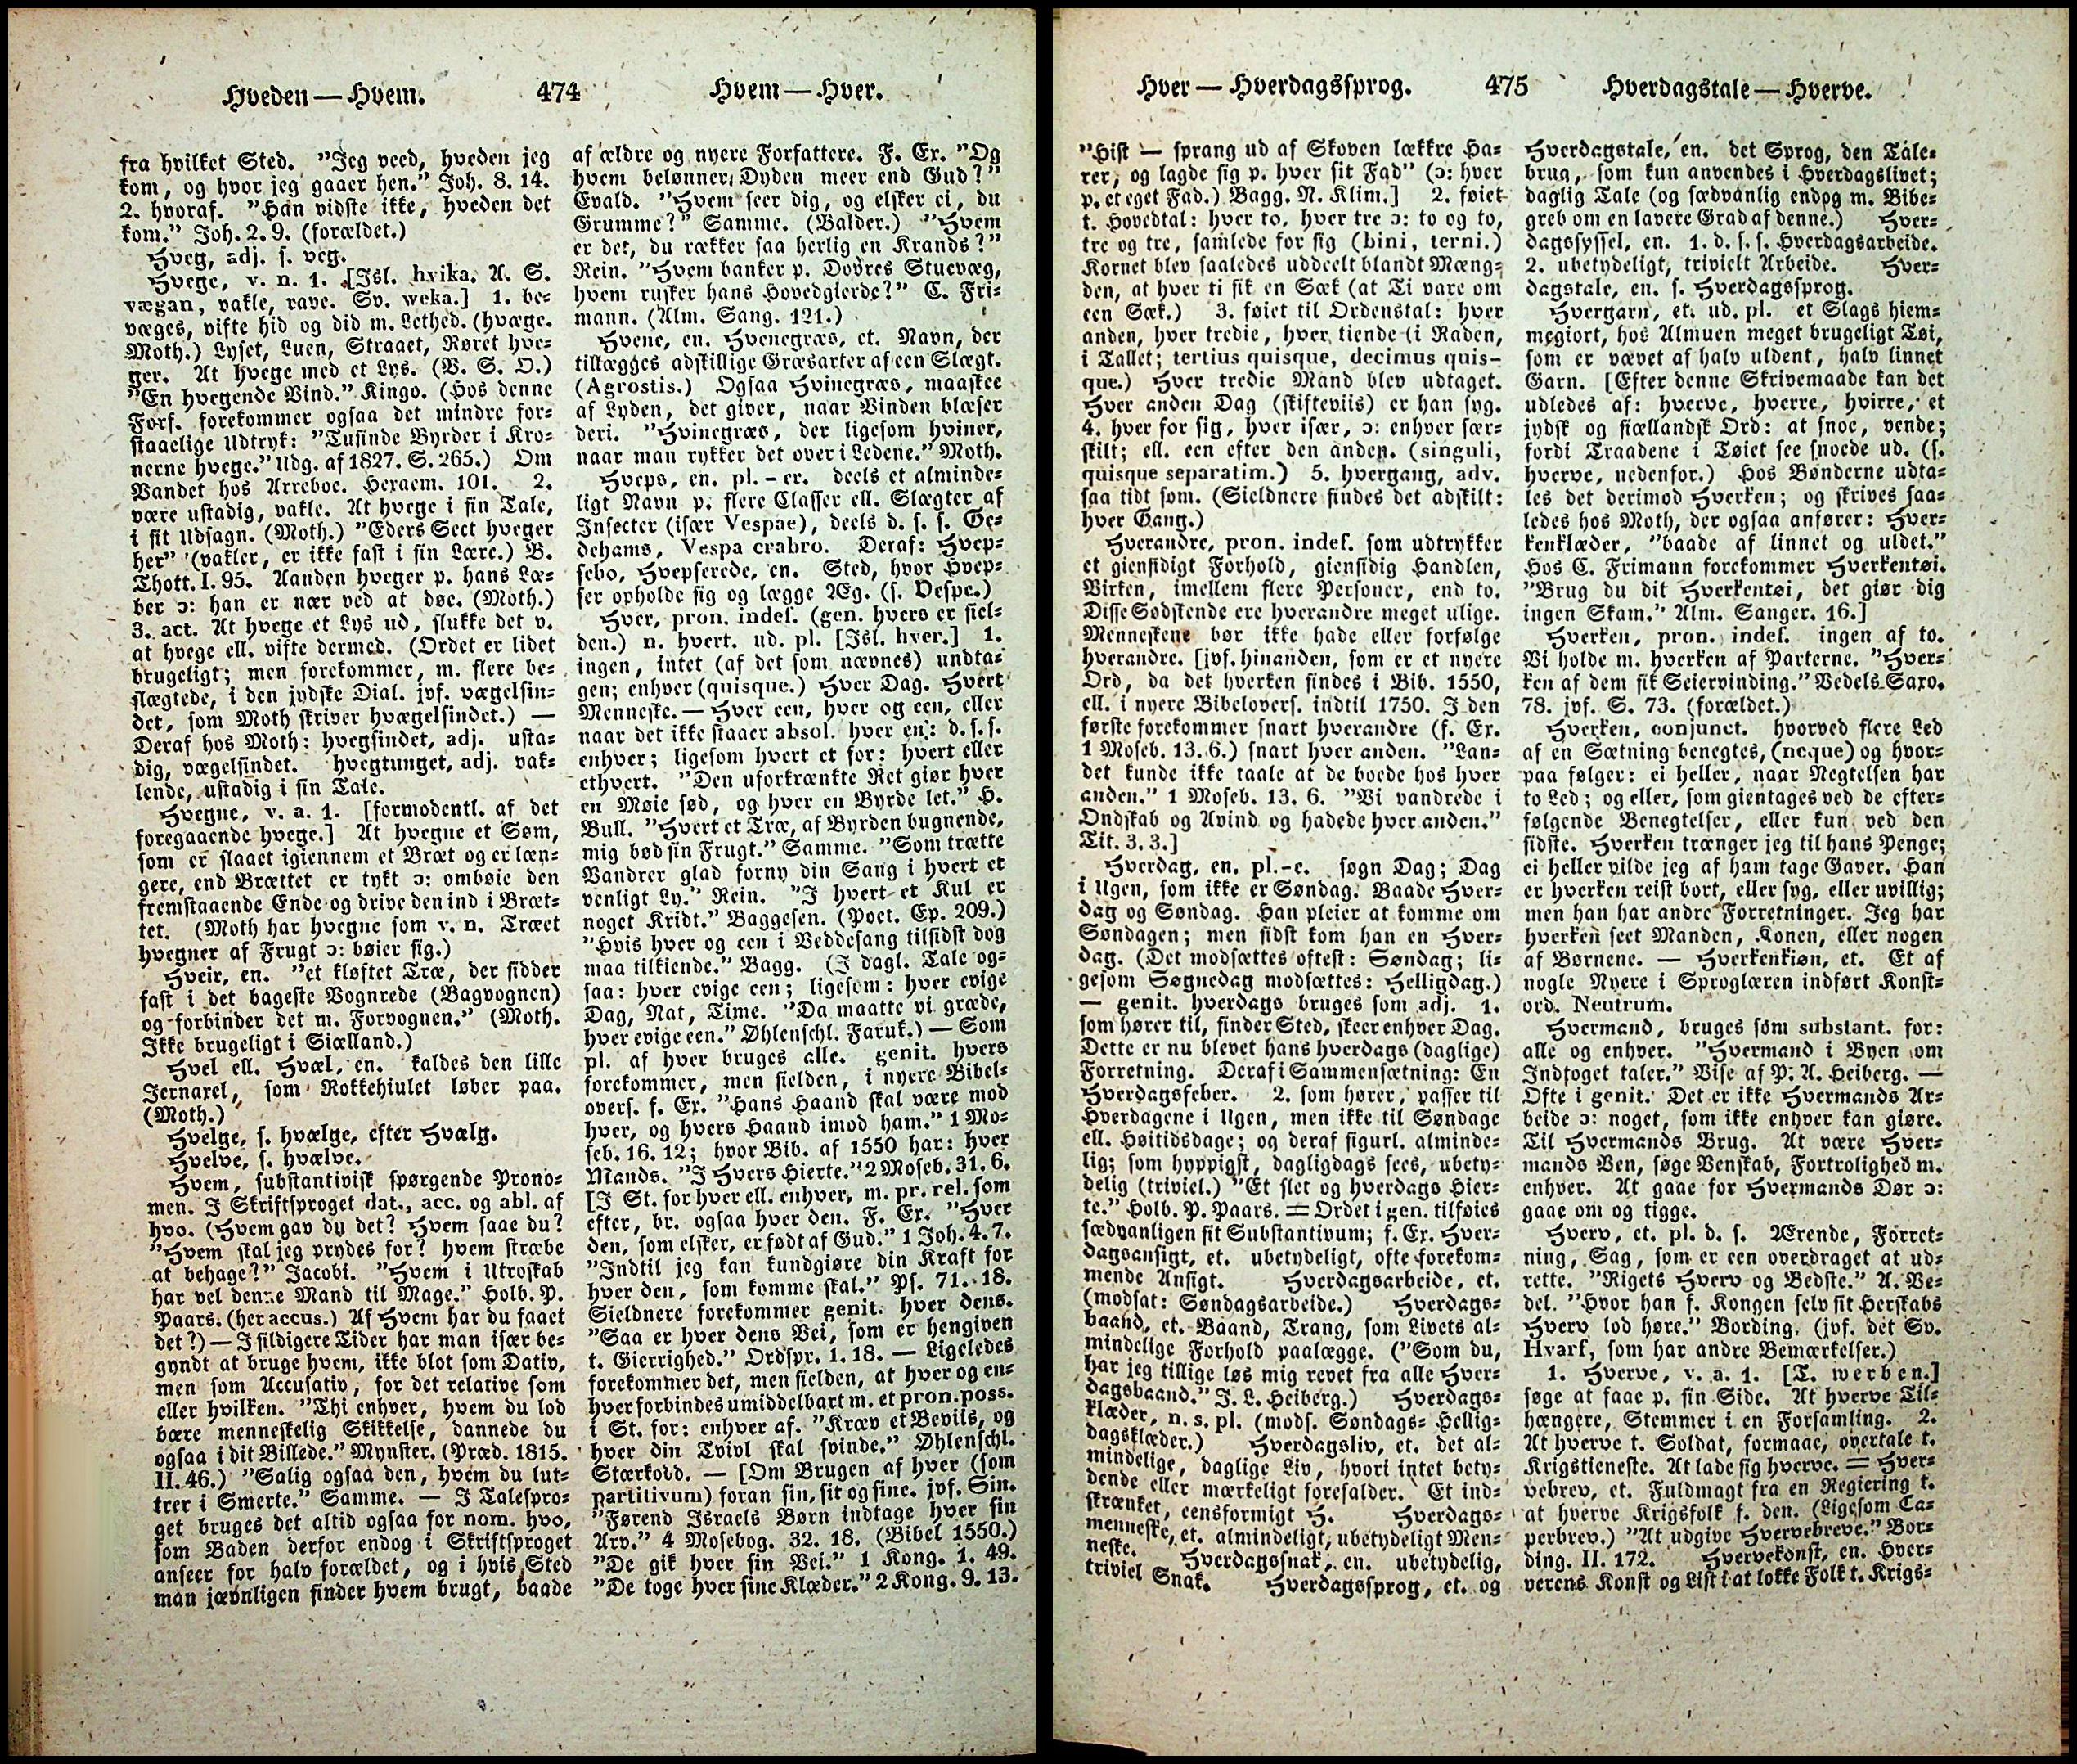 Hveden — Hvem. 474 Hvem — Hver.
fra hvilket Sted. "Jeg veed, hveden jeg
kom, og hvor jeg gaaer hen." Joh. 8. 14.
2. hvoraf. "Han vidste ikke, hveden det
kom." Joh. 2. 9. (forældet.)
Hveg, adj. s. veg.
Hvege, v. n. 1. [Isl. hvika. A. S.
vægan, vakle, rave. Sv. weka.] 1. be-
væges, vifte hid og did m. Lethed. (hvæge.
Moth.) Lyset, Luen, Straaet, Røret hve-
ger. At hvege med et Lys. (V. S. O.)
"En hvegende Vind." Kingo. (Hos denne
Forf. forekommer ogsaa det mindre for-
staaelige Udtryk: "Tusinde Byrder i Kro-
nerne hvege." Udg. af 1827. S. 265.) Om
Vandet hos Arreboe. Heraem. 101. 2.
være ustadig, vakle. At hvege i sin Tale,
i sit Udsagn. (Moth.) "Eders Sect hveger
her" (vakler, er ikke fast i sin Lære.) B.
Thott. I. 95. Aanden hveger p. hans Læ-
ber ɔ: han er nær ved at døe. (Moth.)
3. act. At hvege et Lys ud, slukke det v.
at hvege ell. vifte dermed. (Ordet er lidet
brugeligt; men forekommer, m. flere be-
slægtede, i den jydske Dial. jvf. vægelsin-
det, som Moth skriver hvægelsindet.) —
Deraf hos Moth: hvegsindet, adj. usta-
dig, vægelsindet. hvegtunget, adj. vak-
lende, ustadig i sin Tale.
Hvegne, v. a. 1. [formodentl. af det
foregaaende hvege.] At hvegne et Søm,
som er slaaet igiennem et Bræt og er læn-
gere, end Brættet er tykt ɔ: ombøie den
fremstaaende Ende og drive den ind i Bræt-
tet. (Moth har hvegne som v. n. Træet
hvegner af Frugt ɔ: bøier sig.)
Hveir, en. "et kløftet Træ, der sidder
fast i det bageste Vognrede (Bagvognen)
og forbinder det m. Forvognen." (Moth.
Ikke brugeligt i Siælland.)
Hvel ell. Hvæl, en. kaldes den lille
Jernaxel, som Rokkehiulet løber paa.
(Moth.)
Hvelge, s. hvælge, efter Hvælg.
Hvelve, s. hvælve.
Hvem, substantivisk spørgende Prono-
men. I Skriftsproget dat., acc. og abl. af
hvo. (Hvem gav du det? Hvem saae du?
"Hvem skal jeg prydes for? hvem stræbe
at behage?" Jacobi. "Hvem i Utroskab
har vel denne Mand til Mage." Holb. P.
Paars. (her accus.) Af Hvem har du faaet
det?) — I sildigere Tider har man især be-
gyndt at bruge hvem, ikke blot som Dativ,
men som Accusativ, for det relative som
eller hvilken. "Thi enhver, hvem du lod
bære menneskelig Skikkelse, dannede du
ogsaa i dit Billede." Mynster. (Præd. 1815.
II. 46.) "Salig ogsaa den, hvem du lut-
trer i Smerte." Samme. — I Talespro-
get bruges det altid ogsaa for nom. hvo,
som Baden derfor endog i Skriftsproget
anseer for halv forældet, og i hvis Sted
man jævnligen finder hvem brugt, baade
af ældre og nyere Forfattere. F. Ex. "Og
hvem belønner Dyden meer end Gud?"
Evald. "Hvem seer dig, og elsker ei, du
Grumme?" Samme. (Balder.) "Hvem
er det, du rækker saa herlig en Krands?"
Rein. "Hvem banker p. Dovres Stuevæg,
hvem rusker hans Hovedgierde?" C. Fri-
mann. (Alm. Sang. 121.)
Hvene, en. Hvenegræs, et. Navn, der
tillægges adskillige Græsarter af een Slægt.
(Agrostis.) Ogsaa Hvinegræs, maaskee
af Lyden, det giver, naar Vinden blæser
deri. "Hvinegræs, der ligesom hviner,
naar man rykker det over i Ledene." Moth.
Hveps, en. pl. - er. deels et alminde-
ligt Navn p. flere Classer ell. Slægter af
Insecter (især Vespae), deels d. s. s. Ge-
dehams, Vespa crabro. Deraf: Hvep-
sebo, Hvepserede, en. Sted, hvor Hvep-
ser opholde sig og lægge Æg. (s. Vespe.)
Hver, pron. indef. (gen. hvers er siel-
den.) n. hvert. ud. pl. [Isl. hver.] 1.
ingen, intet (af det som nævnes) undta-
gen; enhver (quisque.) Hver Dag. Hvert
Menneske. — Hver een, hver og een, eller
naar det ikke staaer absol. hver en: d. s. s.
enhver; ligesom hvert et for: hvert eller
ethvert. "Den uforkrænkte Ret giør hver
en Møie sød, og hver en Byrde let." H.
Bull. "Hvert et Træ, af Byrden bugnende,
mig bød sin Frugt." Samme. "Som trætte
Vandrer glad forny din Sang i hvert et
venligt Ly." Rein. "I hvert et Kul er
noget Kridt." Baggesen. (Poet. Ep. 209.)
"Hvis hver og een i Veddesang tilsidst dog
maa tilkiende." Bagg. (I dagl. Tale og-
saa: hver evige een; ligesom: hver evige
Dag, Nat, Time. "Da maatte vi græde,
hver evige een." Øhlenschl. Faruk.) — Som
pl. af hver bruges alle. genit. hvers
forekommer, men sielden, i nyere Bibel-
overs. f. Ex. "Hans Haand skal være mod
hver, og hvers Haand imod ham." 1 Mo-
seb. 16. 12; hvor Bib. af 1550 har: hver
Mands. "I Hvers Hierte." 2 Moseb. 31. 6.
[I St. for hver ell. enhver, m. pr. rel. som
efter, br. ogsaa hver den. F. Ex. "Hver
den, som elsker, er født af Gud." 1 Joh. 4. 7.
"Indtil jeg kan kundgiøre din Kraft for
hver den, som komme skal." Ps. 71. 18.
Sieldnere forekommer genit. hver dens.
"Saa er hver dens Vei, som er hengiven
t. Gierrighed." Ordspr. 1. 18. — Ligeledes
forekommer det, men sielden, at hver og en-
hver forbindes umiddelbart m. et pron. poss.
i St. for: enhver af. "Kræv et Beviis, og
hver din Tvivl skal svinde." Øhlenschl.
Stærkodd. — [Om Brugen af hver (som
partitivum) foran sin, sit og sine. jvf. Sin.
"Førend Israels Børn indtage hver sin
Arv." 4 Mosebog. 32. 18. (Bibel 1550.)
"De gik hver sin Vei." 1 Kong. 1. 49.
"De toge hver sine Klæder." 2 Kong. 9. 13.
Hver — Hverdagssprog. 475 Hverdagstale — Hverve.
"Hist — sprang ud af Skoven lækkre Ha-
rer, og lagde sig p. hver sit Fad" (ɔ: hver
p. et eget Fad.) Bagg. N. Klim.] 2. føiet
t. Hovedtal: hver to, hver tre ɔ: to og to,
tre og tre, samlede for sig (bini, terni.)
Kornet blev saaledes uddeelt blandt Mæng-
den, at hver ti fik en Sæk (at Ti vare om
een Sæk.) 3. føiet til Ordenstal: hver
anden, hver tredie, hver tiende (i Raden,
i Tallet; tertius quisque, decimus quis-
que.) Hver tredie Mand blev udtaget.
Hver anden Dag (skifteviis) er han syg.
4. hver for sig, hver især, ɔ: enhver sær-
skilt; ell. een efter den anden. (singuli,
quisque separatim.) 5. hvergang, adv.
saa tidt som. (Sieldnere findes det adskilt:
hver Gang.)
Hverandre, pron. indef. som udtrykker
et giensidigt Forhold, giensidig Handlen,
Virken, imellem flere Personer, end to.
Disse Sødskende ere hverandre meget ulige.
Menneskene bør ikke hade eller forfølge
hverandre. [jvf. hinanden, som er et nyere
Ord, da det hverken findes i Bib. 1550,
ell. i nyere Bibelovers. indtil 1750. I den
første forekommer snart hverandre (f. Ex.
1 Moseb. 13. 6.) snart hver anden. "Lan-
det kunde ikke taale at de boede hos hver
anden." 1 Moseb. 13. 6. "Vi vandrede i
Ondskab og Avind og hadede hver anden."
Tit. 3. 3.]
Hverdag, en. pl.-e. søgn Dag; Dag
i Ugen, som ikke er Søndag. Baade Hver-
dag og Søndag. Han pleier at komme om
Søndagen; men sidst kom han en Hver-
dag. (Det modsættes oftest: Søndag; li-
gesom Søgnedag modsættes: Helligdag.)
— genit. hverdags bruges som adj. 1.
som hører til, finder Sted, skeer enhver Dag.
Dette er nu blevet hans hverdags (daglige)
Forretning. Deraf i Sammensætning: En
Hverdagsfeber. 2. som hører, passer til
Hverdagene i Ugen, men ikke til Søndage
ell. Høitidsdage; og deraf figurl. alminde-
lig; som hyppigst, dagligdags sees, ubety-
delig (triviel.) "Et slet og hverdags Hier-
te." Holb. P. Paars. = Ordet i gen. tilføies
sædvanligen sit Substantivum; f. Ex. Hver-
dagsansigt, et. ubetydeligt, ofte forekom-
mende Ansigt. Hverdagsarbeide, et.
(modsat: Søndagsarbeide.) Hverdags-
baand, et. Baand, Trang, som Livets al-
mindelige Forhold paalægge. ("Som du,
har jeg tillige løs mig revet fra alle Hver-
dagsbaand." J. L. Heiberg.) Hverdags-
klæder, n. s. pl. (mods. Søndags- Hellig-
dagsklæder.) Hverdagsliv, et. det al-
mindelige, daglige Liv, hvori intet bety-
dende eller mærkeligt forefalder. Et ind-
skrænket, eensformigt H. Hverdags-
menneske, et. almindeligt, ubetydeligt Men-
neske. Hverdagssnak, en. ubetydelig,
triviel Snak. Hverdagssprog, et. og
Hverdagstale, en. det Sprog, den Tale-
brug, som kun anvendes i Hverdagslivet;
daglig Tale (og sædvanlig endog m. Bibe-
greb om en lavere Grad af denne.) Hver-
dagssyssel, en. 1. d. s. s. Hverdagsarbeide.
2. ubetydeligt, trivielt Arbeide. Hver-
dagstale, en. s. Hverdagssprog.
Hvergarn, et. ud. pl. et Slags hiem-
megiort, hos Almuen meget brugeligt Tøi,
som er vævet af halv uldent, halv linnet
Garn. [Efter denne Skrivemaade kan det
udledes af: hverve, hverre, hvirre, et
jydsk og siællandsk Ord: at snoe, vende;
fordi Traadene i Tøiet see snoede ud. (s.
hverve, nedenfor.) Hos Bønderne udta-
les det derimod Hverken; og skrives saa-
ledes hos Moth, der ogsaa anfører: Hver-
kenklæder, "baade af linnet og uldet."
Hos C. Frimann forekommer Hverkentøi.
"Brug du dit Hverkentøi, det giør dig
ingen Skam." Alm. Sanger. 16.]
Hverken, pron. indef. ingen af to.
Vi holde m. hverken af Parterne. "Hver-
ken af dem fik Seiervinding." Vedels Saxo.
78. jvf. S. 73. (forældet.)
Hverken, conjunct. hvorved flere Led
af en Sætning benegtes, (neque) og hvor-
paa følger: ei heller, naar Negtelsen har
to Led; og eller, som gientages ved de efter-
følgende Benegtelser, eller kun ved den
sidste. Hverken trænger jeg til hans Penge;
ei heller vilde jeg af ham tage Gaver. Han
er hverken reist bort, eller syg, eller uvillig;
men han har andre Forretninger. Jeg har
hverken seet Manden, Konen, eller nogen
af Børnene. — Hverkenkiøn, et. Et af
nogle Nyere i Sproglæren indført Konst-
ord. Neutrum.
Hvermand, bruges som substant. for:
alle og enhver. "Hvermand i Byen om
Indtoget taler." Vise af P. A. Heiberg. —
Ofte i genit. Det er ikke Hvermands Ar-
beide ɔ: noget, som ikke enhver kan giøre.
Til Hvermands Brug. At være Hver-
mands Ven, søge Venskab, Fortrolighed m.
enhver. At gaae for Hvermands Dør ɔ:
gaae om og tigge.
Hverv, et. pl. d. s. Ærende, Forret-
ning, Sag, som er een overdraget at ud-
rette. "Rigets Hverv og Bedste." A. Ve-
del. "Hvor han f. Kongen selv sit Herskabs
Hverv lod høre." Bording. (jvf. det Sv.
Hvarf, som har andre Bemærkelser.)
1. Hverve, v. a. 1. [T. werben.]
søge at faae p. sin Side. At hverve Til-
hængere, Stemmer i en Forsamling. 2.
At hverve t. Soldat, formaae, overtale t.
Krigstieneste. At lade sig hverve. = Hver-
vebrev, et. Fuldmagt fra en Regiering t.
at hverve Krigsfolk f. den. (Ligesom Ca-
perbrev.) "At udgive Hvervebreve." Bor-
ding. II. 172. Hvervekonst, en. Hver-
verens Konst og List i at lokke Folk t. Krigs-